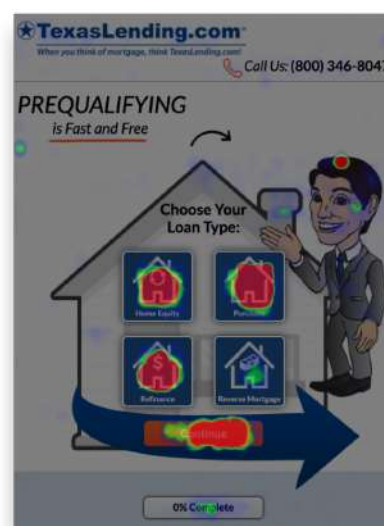 TexasLending.com
When you think of mortgage, think TexasLending.com!
Call Us: (800) 346-8047
PREQUALIFYING
is Fast and Free
Choose Your
Loan Type:
Home Equity
Purchase
Refinance
Reverse Mortgage
Continue
0% Complete